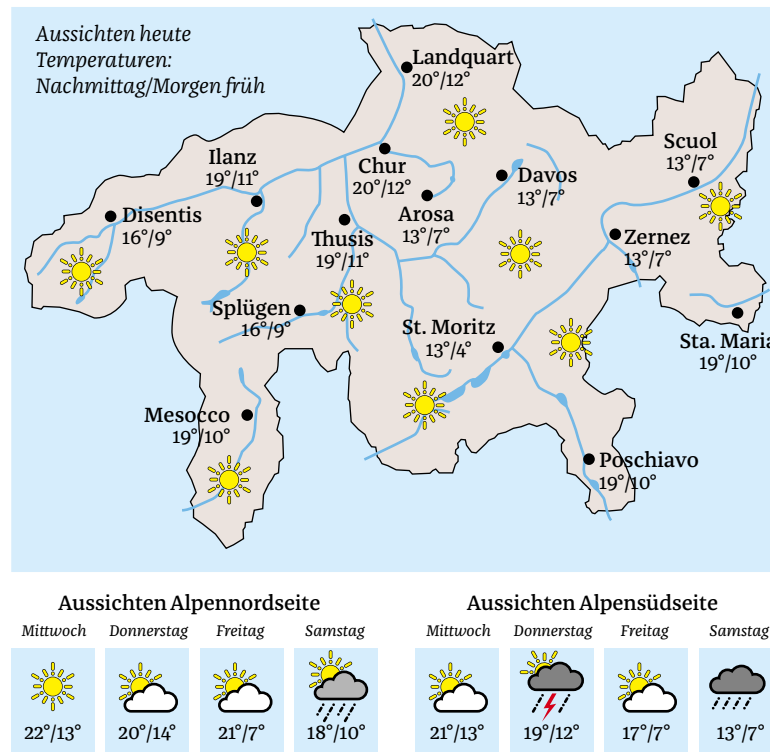 Aussichten heute
Temperaturen:
Nachmittag/Morgen früh
Landquart
20°/12°
Scuol
13°/7°
Ilanz
19°/11°
Chur
20°/12°
Davos
13°/7°
Arosa
13°/7°
Disentis
16°/9°
Thusis
19°/11°
Zernez
13°/7°
Splügen
16°/9°
St. Moritz
13°/4°
Sta. Maria
19°/10°
Mesocco
19°/10°
Poschiavo
19°/10°
Aussichten Alpennordseite
Mittwoch Donnerstag Freitag Samstag
22°/13° 20°/14° 21°/7° 18°/10°
Aussichten Alpensüdseite
Mittwoch Donnerstag Freitag Samstag
21°/13° 19°/12° 17°/7° 13°/7°